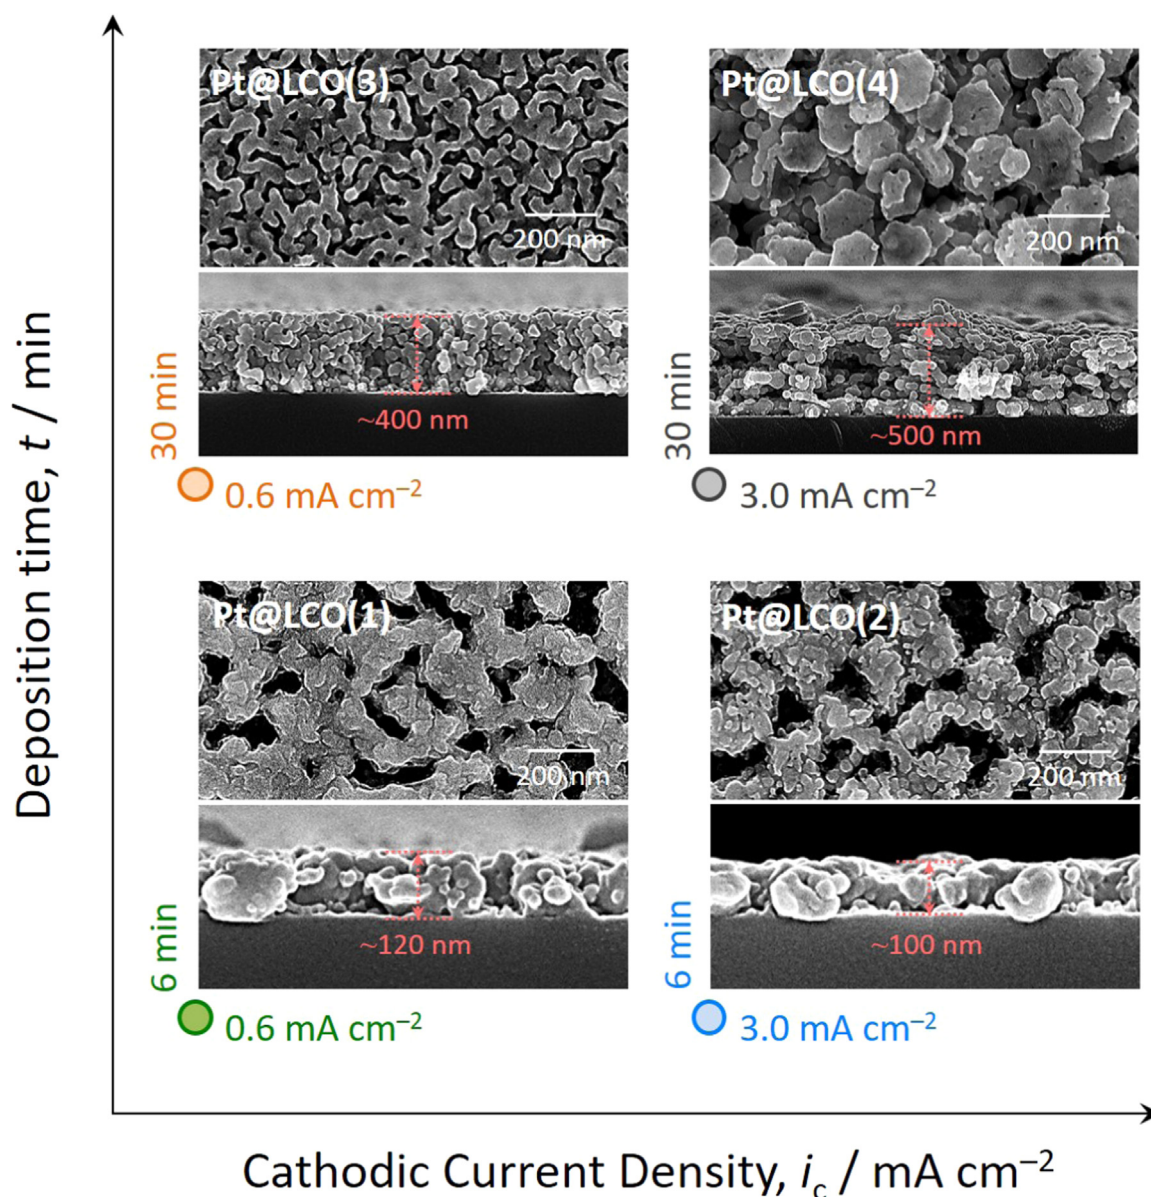 Deposition time, t / min
Pt@LCO(3)
200 nm
~400 nm
30 min
0.6 mA cm⁻²
Pt@LCO(4)
200 nm
~500 nm
30 min
3.0 mA cm⁻²
Pt@LCO(1)
200 nm
~120 nm
6 min
0.6 mA cm⁻²
Pt@LCO(2)
200 nm
~100 nm
6 min
3.0 mA cm⁻²
Cathodic Current Density, i_c / mA cm⁻²